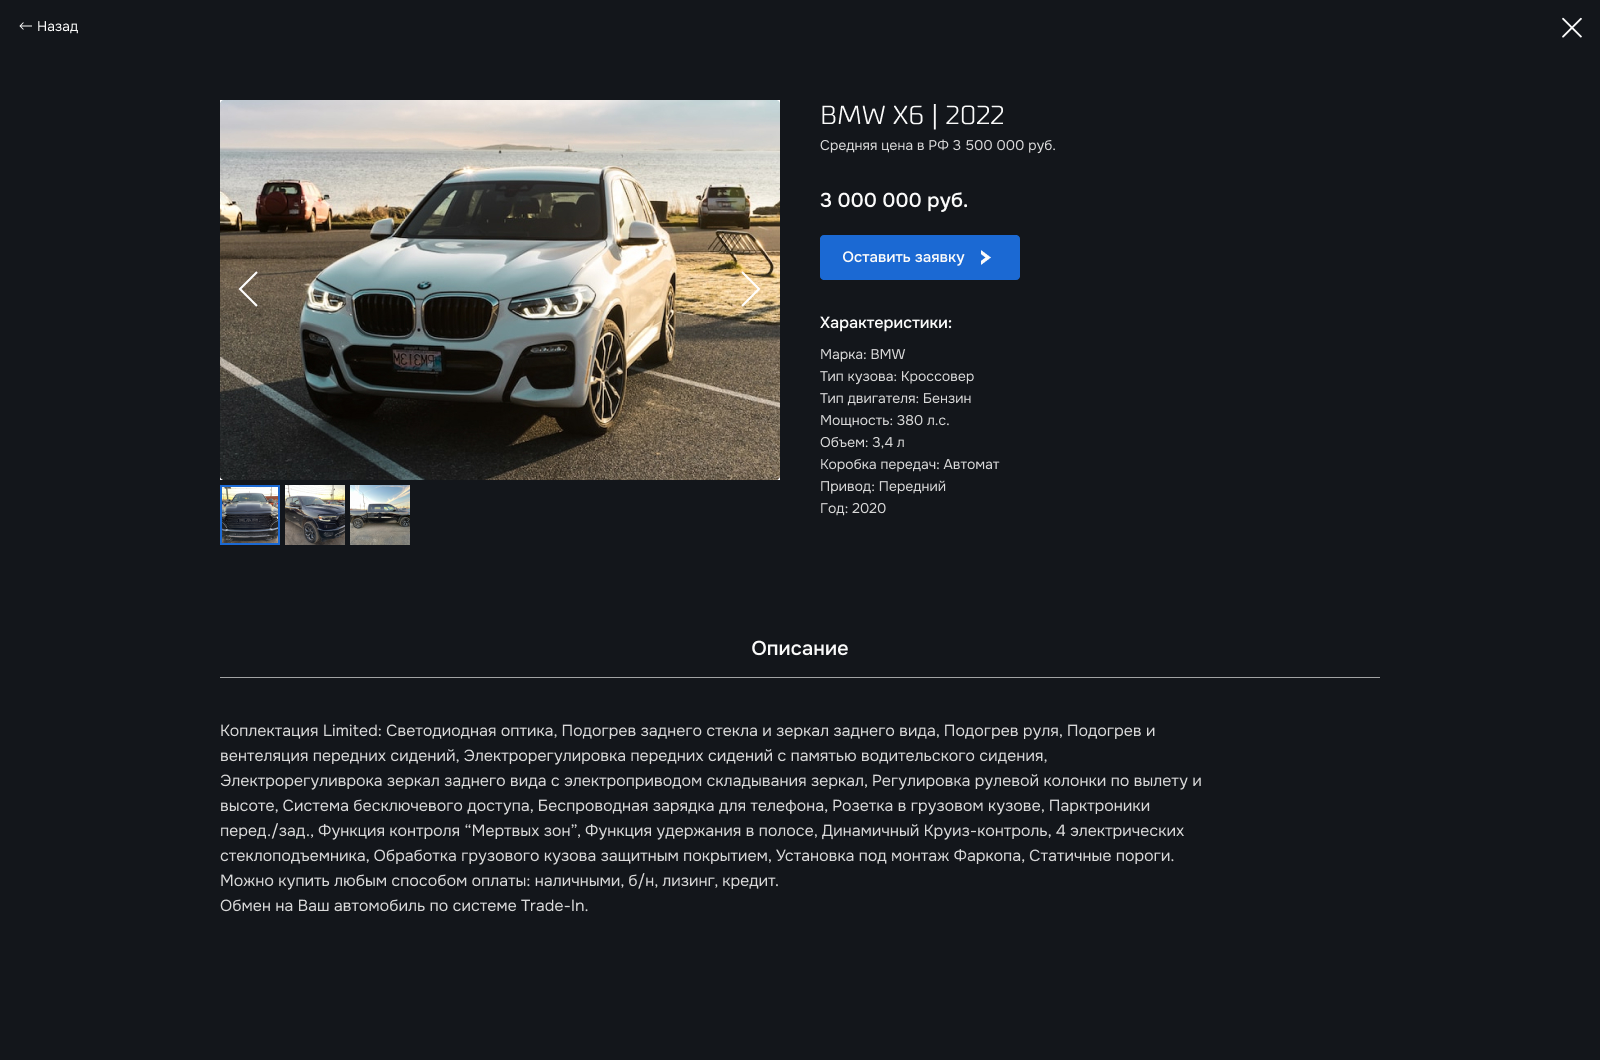 ← Назад
BMW X6 | 2022
Средняя цена в РФ 3 500 000 руб.
3 000 000 руб.
Оставить заявку
Характеристики:
Марка: BMW
Тип кузова: Кроссовер
Тип двигателя: Бензин
Мощность: 380 л.с.
Объем: 3,4 л
Коробка передач: Автомат
Привод: Передний
Год: 2020
Описание
Коплектация Limited: Светодиодная оптика, Подогрев заднего стекла и зеркал заднего вида, Подогрев руля, Подогрев и
вентеляция передних сидений, Электрорегулировка передних сидений с памятью водительского сидения,
Электрорегуливрока зеркал заднего вида с электроприводом складывания зеркал, Регулировка рулевой колонки по вылету и
высоте, Система бесключевого доступа, Беспроводная зарядка для телефона, Розетка в грузовом кузове, Парктроники
перед./зад., Функция контроля “Мертвых зон”, Функция удержания в полосе, Динамичный Круиз-контроль, 4 электрических
стеклоподъемника, Обработка грузового кузова защитным покрытием, Установка под монтаж Фаркопа, Статичные пороги.
Можно купить любым способом оплаты: наличными, б/н, лизинг, кредит.
Обмен на Ваш автомобиль по системе Trade-In.